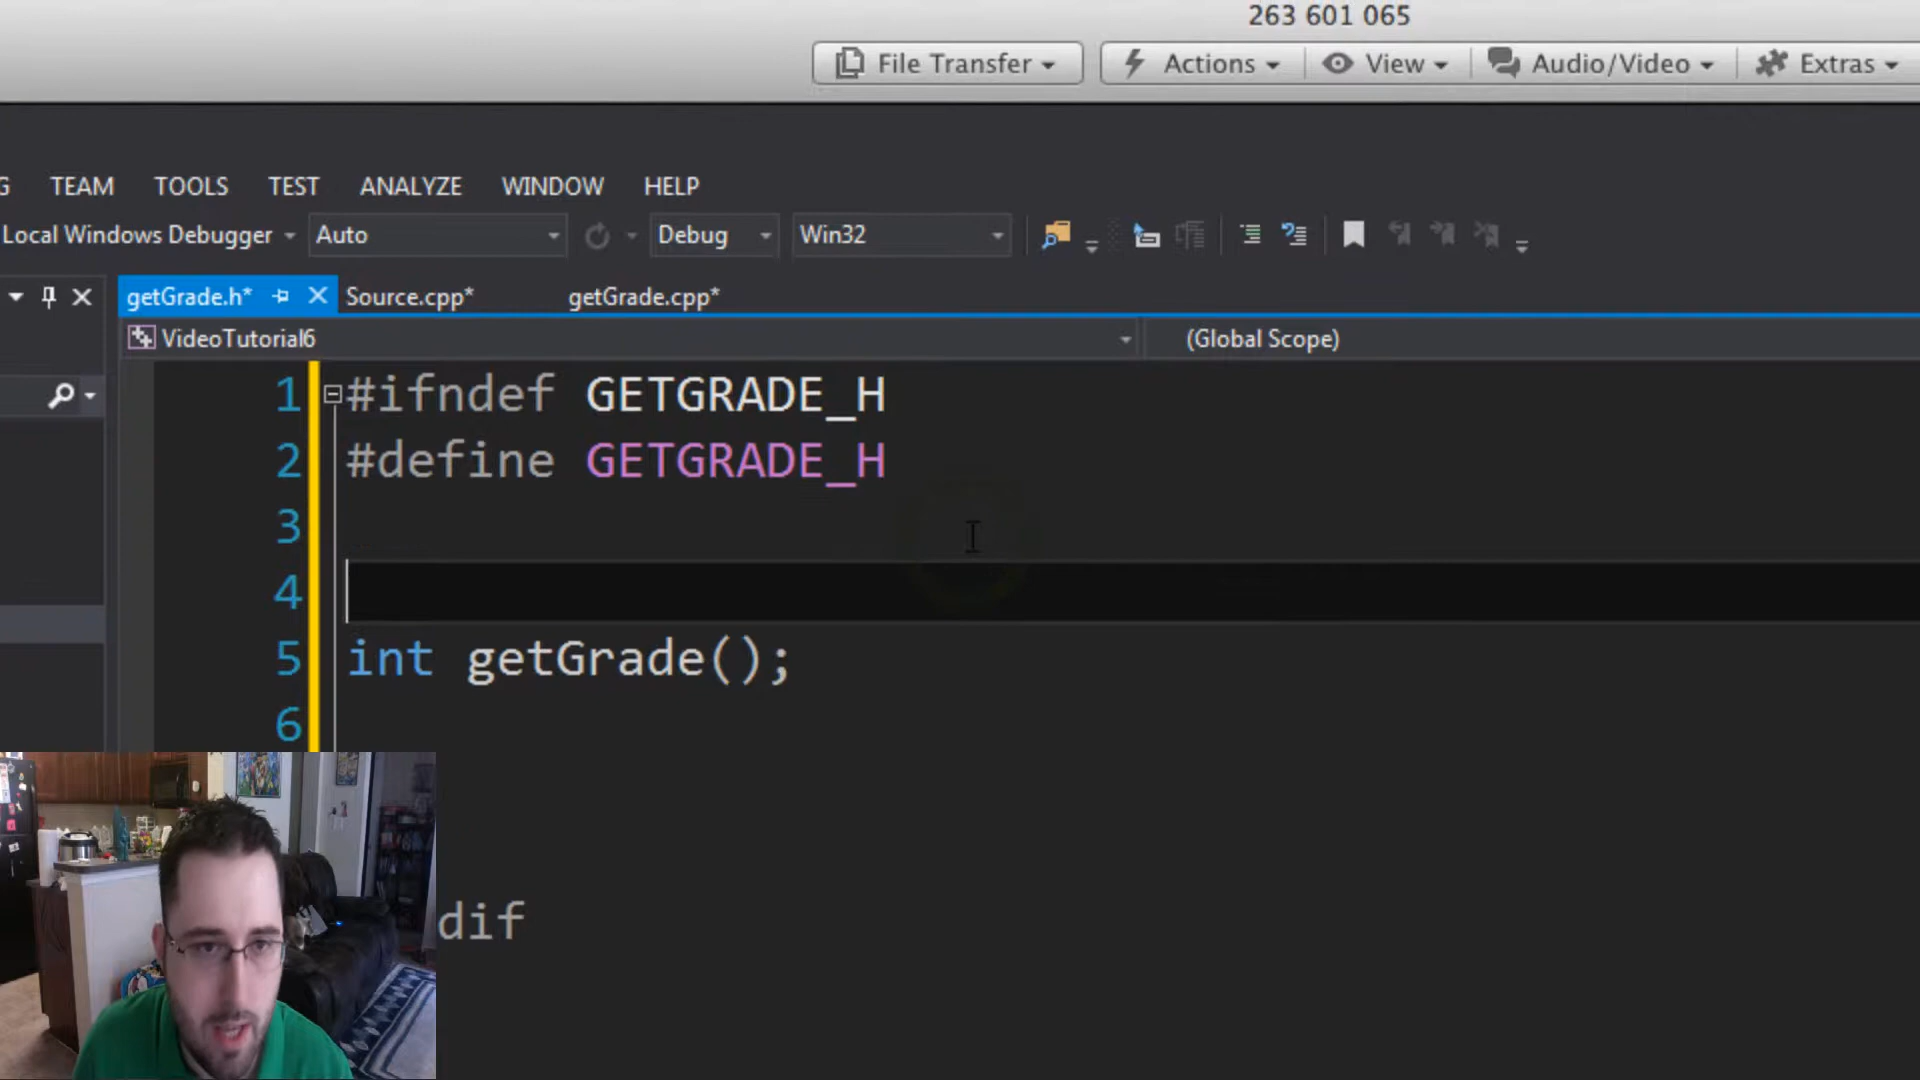 263 601 065
File Transfer
Actions
View
Audio/Video
Extras
G TEAM TOOLS TEST ANALYZE WINDOW HELP
Local Windows Debugger Auto Debug Win32
getGrade.h* Source.cpp* getGrade.cpp*
VideoTutorial6 (Global Scope)
1 #ifndef GETGRADE_H
2 #define GETGRADE_H
3
4
5 int getGrade();
6
dif